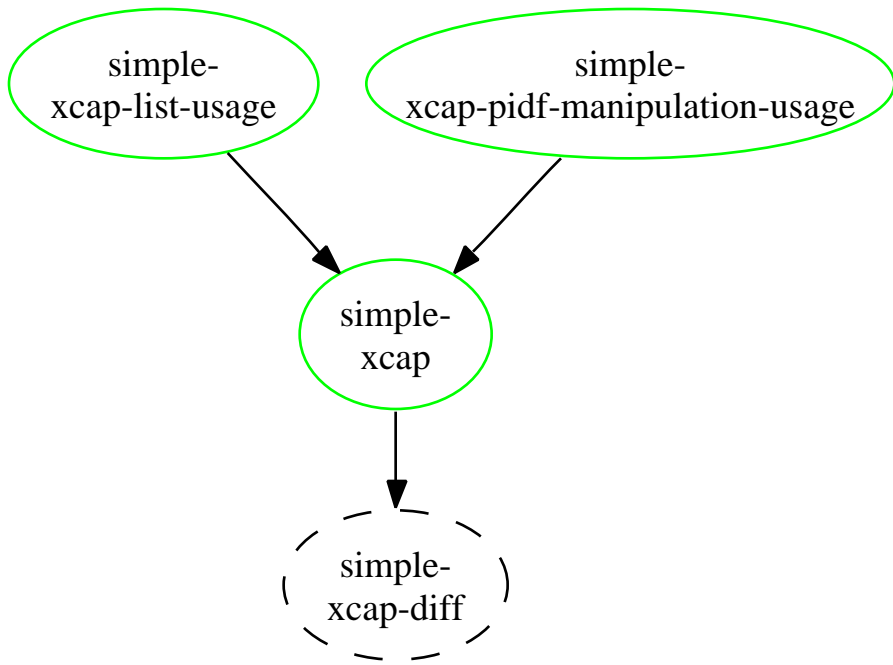 simple-
xcap-list-usage
simple-
xcap-pidf-manipulation-usage
simple-
xcap
simple-
xcap-diff